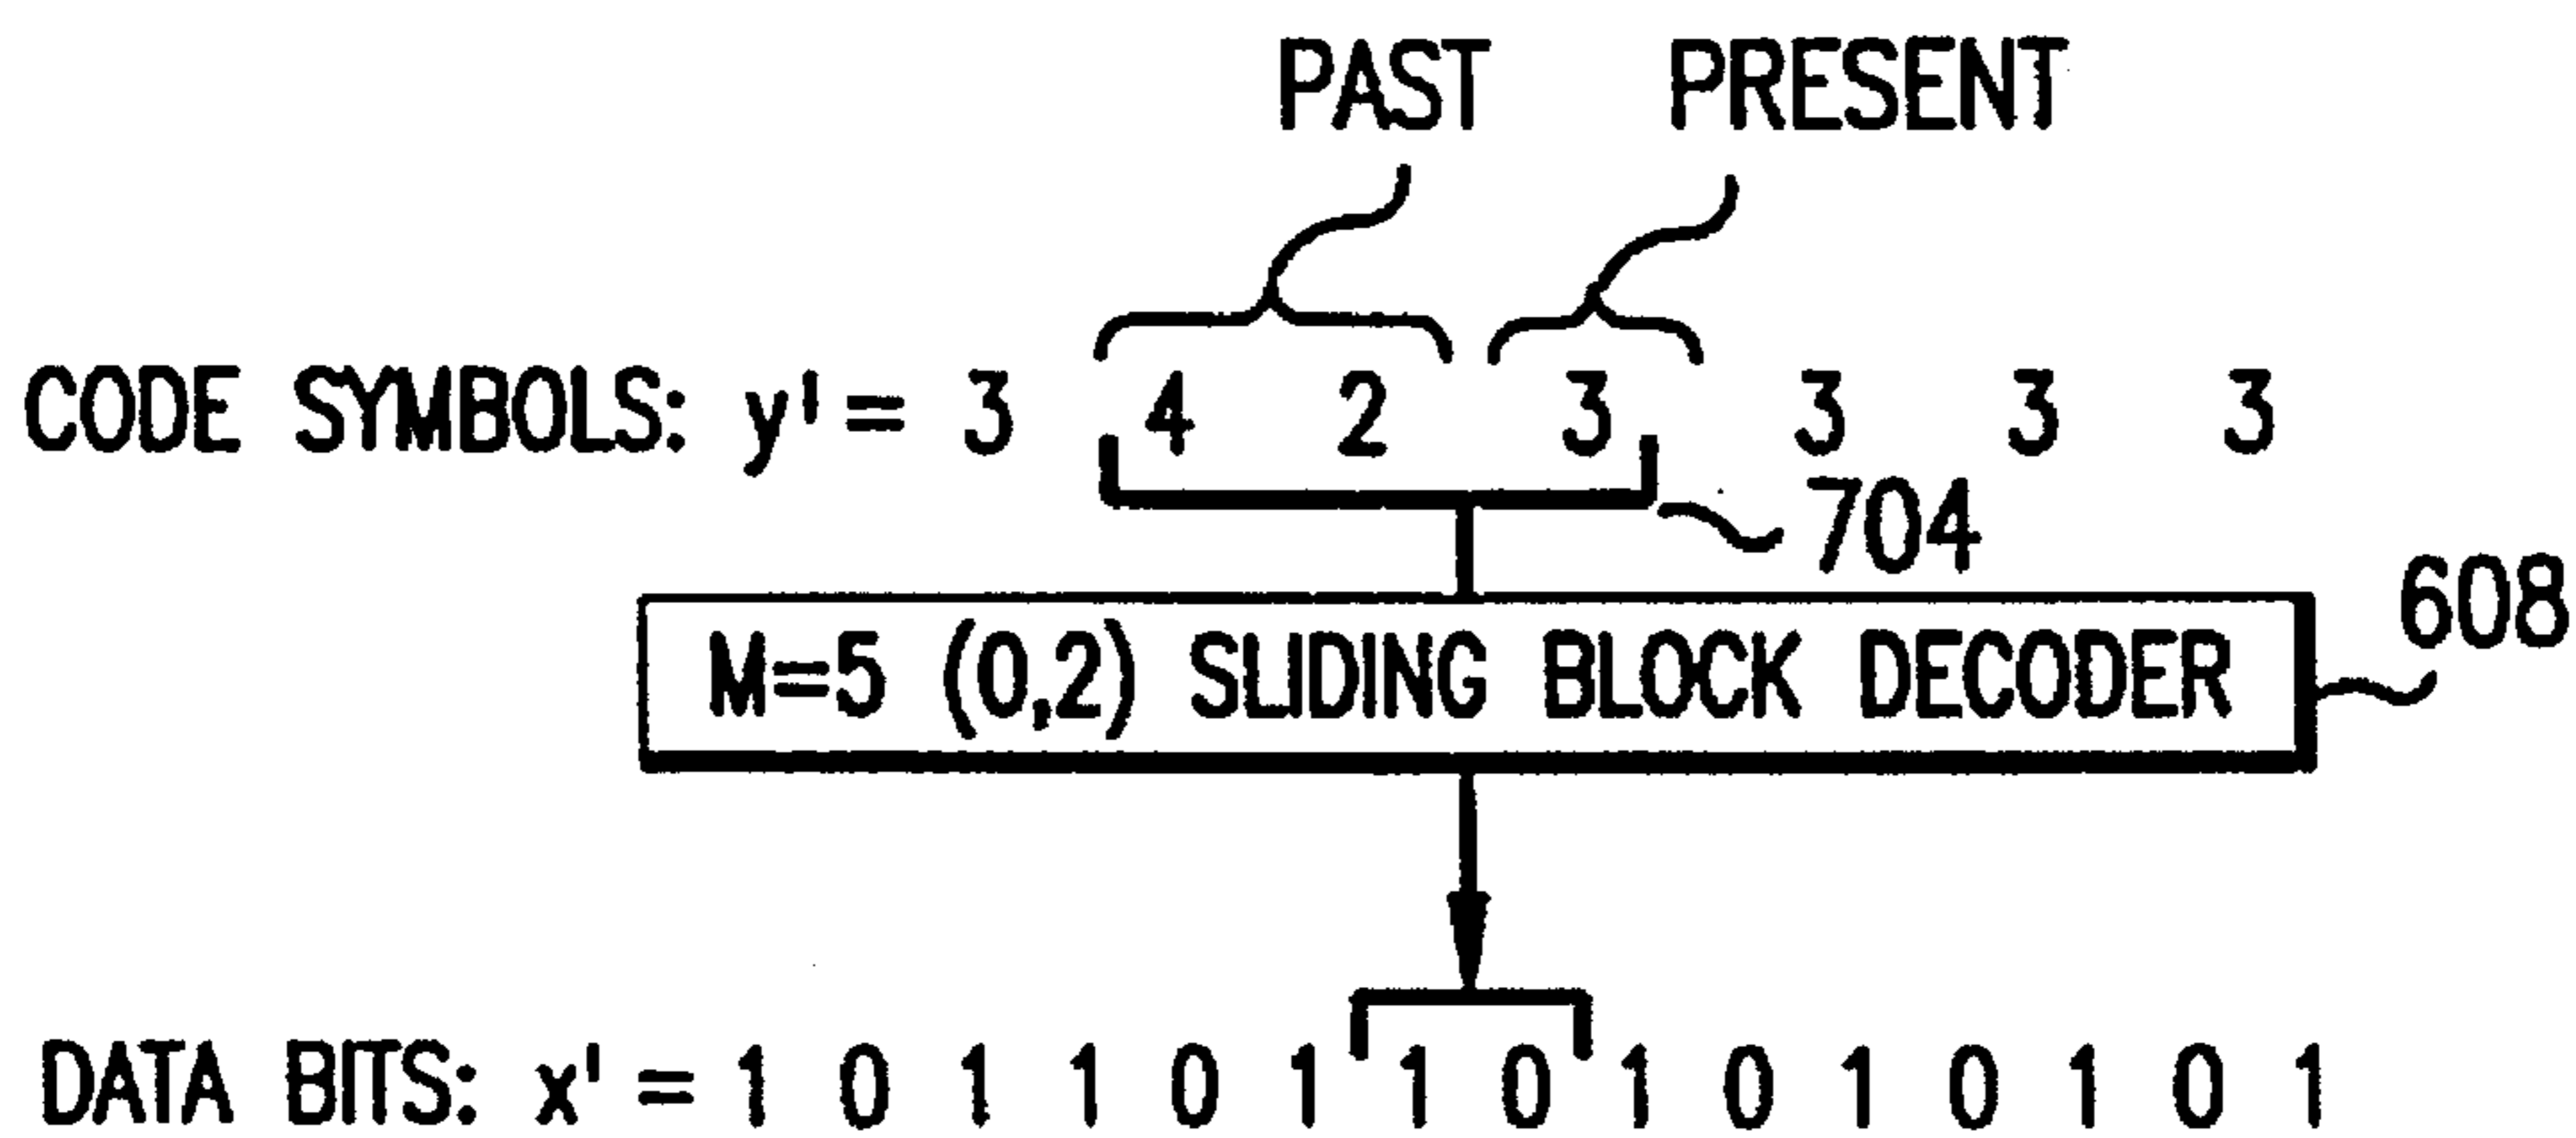 PAST PRESENT
CODE SYMBOLS: y' = 3 4 2 3 3 3 3
704
608
M=5 (0,2) SLIDING BLOCK DECODER
DATA BITS: x' = 1 0 1 1 0 1 1 0 1 0 1 0 1 0 1